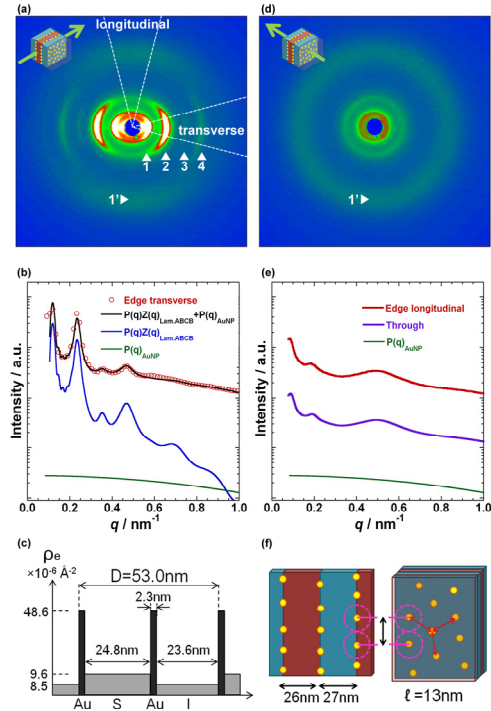 (a)
longitudinal
transverse
1 2 3 4
1'
(d)
1'
(b)
Intensity / a.u.
Edge transverse
P(q)Z(q)Lam.ABCB +P(q)AuNP
P(q)Z(q)Lam.ABCB
P(q)AuNP
0.0 0.2 0.4 0.6 0.8 1.0
q / nm-1
(e)
Intensity / a.u.
Edge longitudinal
Through
P(q)AuNP
0.0 0.2 0.4 0.6 0.8 1.0
q / nm-1
(c)
ρe
×10-6 Å-2
D=53.0nm
2.3nm
48.6
24.8nm 23.6nm
9.6
8.5
Au S Au I Au
(f)
26nm 27nm
ℓ =13nm